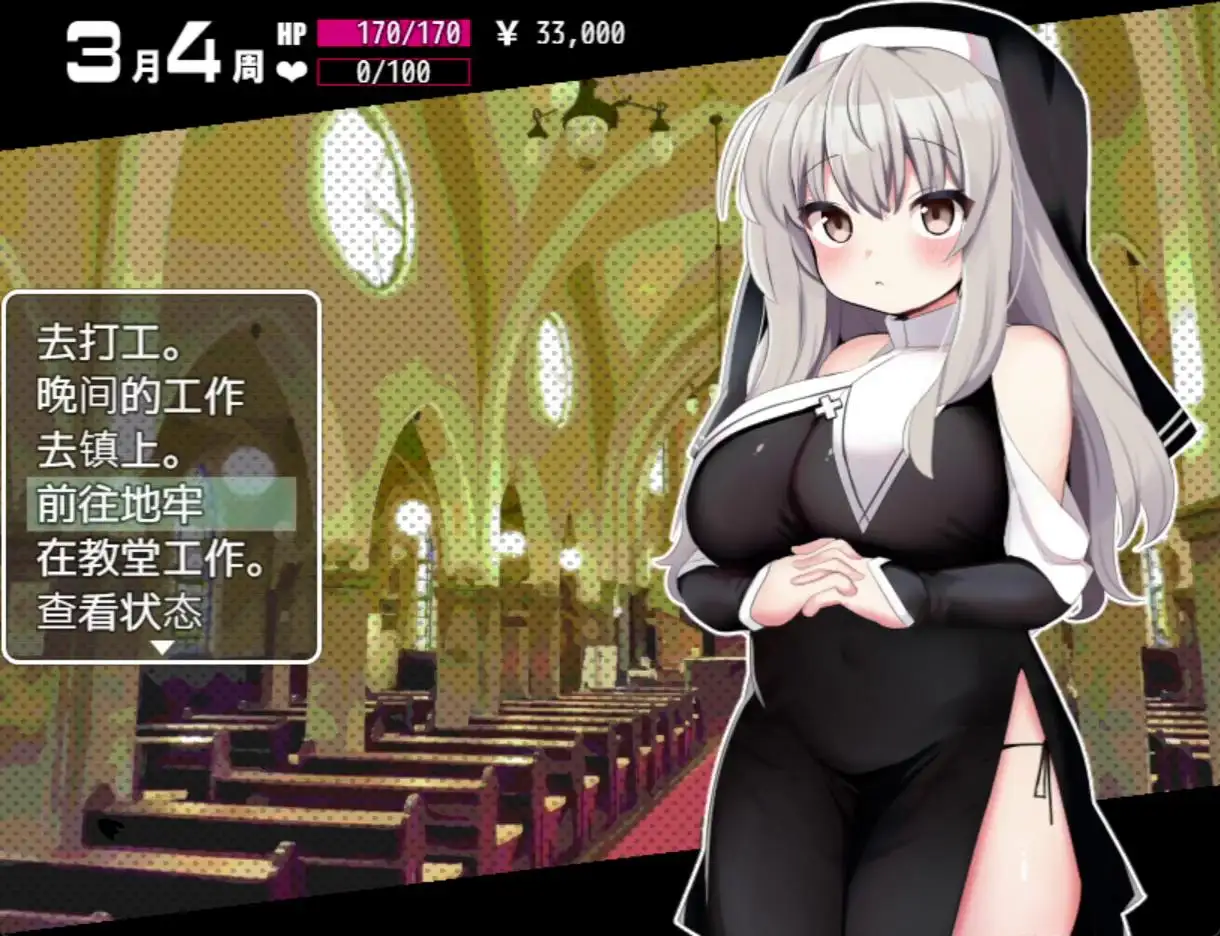 3月4周 HP 170/170 ¥ 33,000
❤ 0/100
去打工。
晚间的工作
去镇上。
前往地牢
在教堂工作。
查看状态